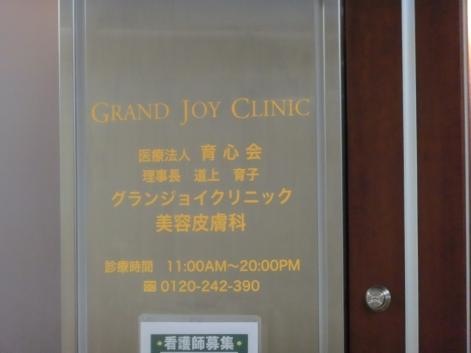 GRAND JOY CLINIC
医療法人 育心会
理事長 道上 育子
グランジョイクリニック
美容皮膚科
診療時間 11:00AM～20:00PM
☎ 0120-242-390
•看護師募集•